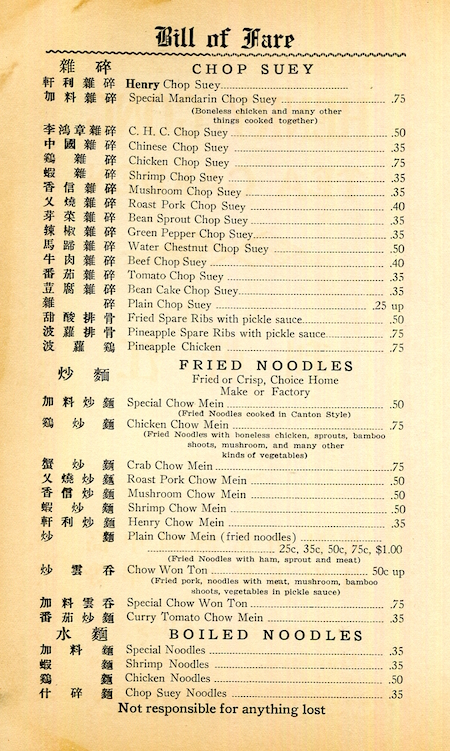 Bill of Fare
雜碎 CHOP SUEY
軒利雜碎 Henry Chop Suey
加料雜碎 Special Mandarin Chop Suey .75
(Boneless chicken and many other
things cooked together)
李鴻章雜碎 C. H. C. Chop Suey .50
中國雜碎 Chinese Chop Suey .35
鷄雜碎 Chicken Chop Suey .75
蝦雜碎 Shrimp Chop Suey .35
香信雜碎 Mushroom Chop Suey .35
乂燒雜碎 Roast Pork Chop Suey .40
芽菜雜碎 Bean Sprout Chop Suey .35
辣椒雜碎 Green Pepper Chop Suey .35
馬蹄雜碎 Water Chestnut Chop Suey .50
牛肉雜碎 Beef Chop Suey .40
番茄雜碎 Tomato Chop Suey .35
荳腐雜碎 Bean Cake Chop Suey .35
雜碎 Plain Chop Suey .25 up
甜酸排骨 Fried Spare Ribs with pickle sauce .50
波蘿排骨 Pineapple Spare Ribs with pickle sauce .75
波蘿鷄 Pineapple Chicken .75
炒麵 FRIED NOODLES
Fried or Crisp, Choice Home
Make or Factory
加料炒麵 Special Chow Mein .50
(Fried Noodles cooked in Canton Style)
鷄炒麵 Chicken Chow Mein .75
(Fried Noodles with boneless chicken, sprouts, bamboo
shoots, mushroom, and many other
kinds of vegetables)
蟹炒麵 Crab Chow Mein .75
乂燒炒麵 Roast Pork Chow Mein .50
香信炒麵 Mushroom Chow Mein .50
蝦炒麵 Shrimp Chow Mein .50
軒利炒麵 Henry Chow Mein .35
炒麵 Plain Chow Mein (fried noodles)
25c, 35c, 50c, 75c, $1.00
(Fried Noodles with ham, sprout and meat)
炒雲吞 Chow Won Ton 50c up
(Fried pork, noodles with meat, mushroom, bamboo
shoots, vegetables in pickle sauce)
加料雲吞 Special Chow Won Ton .75
番茄炒麵 Curry Tomato Chow Mein .75
水麵 BOILED NOODLES
加料麵 Special Noodles .35
蝦麵 Shrimp Noodles .35
鷄麵 Chicken Noodles .50
什碎麵 Chop Suey Noodles .35
Not responsible for anything lost